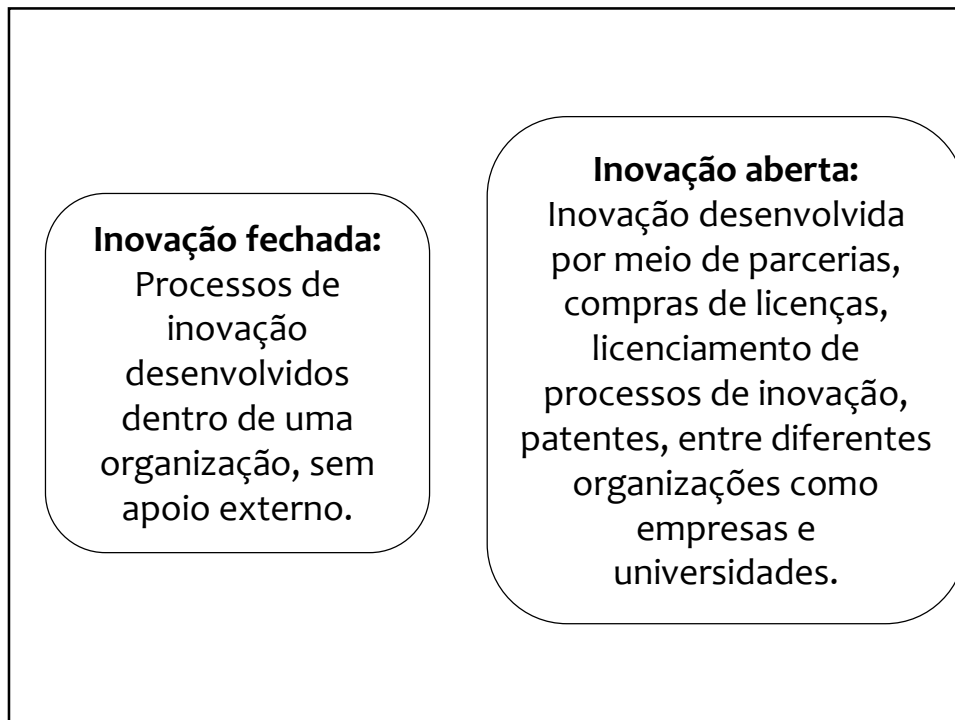 Inovação fechada:
Processos de
inovação
desenvolvidos
dentro de uma
organização, sem
apoio externo.
Inovação aberta:
Inovação desenvolvida
por meio de parcerias,
compras de licenças,
licenciamento de
processos de inovação,
patentes, entre diferentes
organizações como
empresas e
universidades.